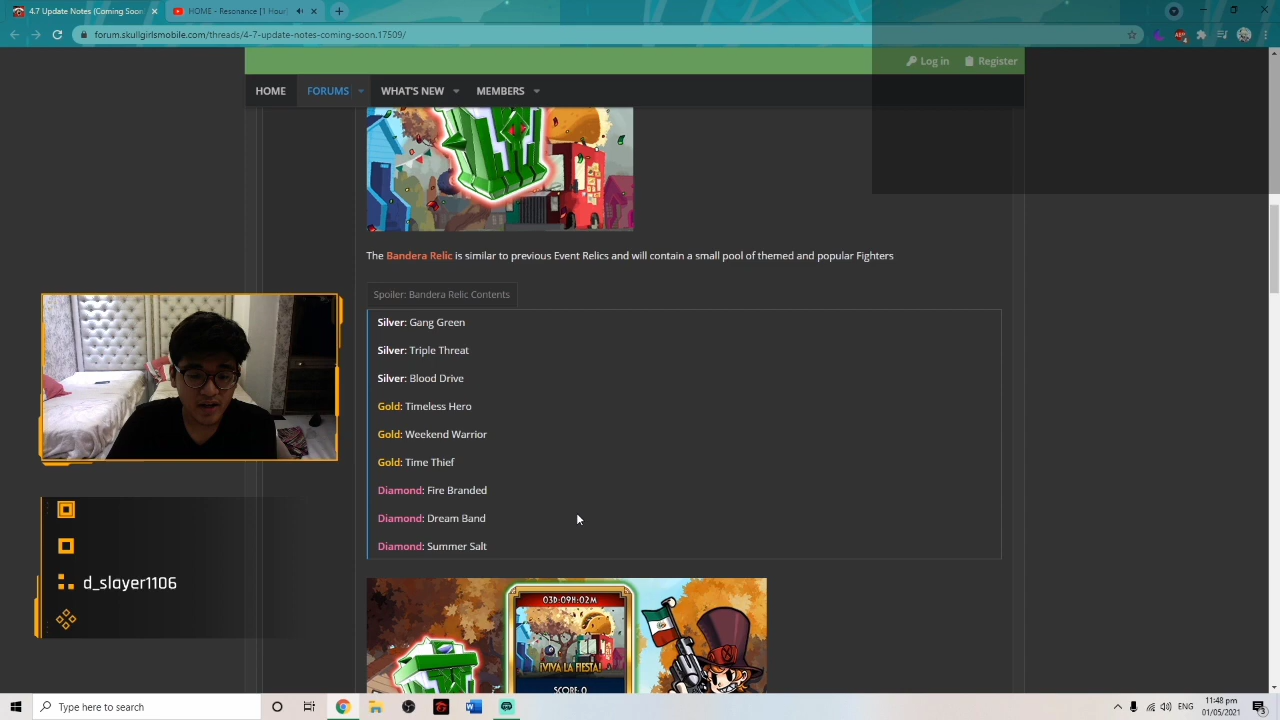 4.7 Update Notes (Coming Soon
HOME - Resonance [1 Hour
forum.skullgirlsmobile.com/threads/4-7-update-notes-coming-soon.17509/
Log in
Register
HOME
FORUMS
WHAT'S NEW
MEMBERS
The Bandera Relic is similar to previous Event Relics and will contain a small pool of themed and popular Fighters
Spoiler: Bandera Relic Contents
Silver: Gang Green
Silver: Triple Threat
Silver: Blood Drive
Gold: Timeless Hero
Gold: Weekend Warrior
Gold: Time Thief
Diamond: Fire Branded
Diamond: Dream Band
Diamond: Summer Salt
d_slayer1106
03D:09H:02M
¡VIVA LA FIESTA!
SCORE: 0
Type here to search
ENG
11:48 pm
01/05/2021
3